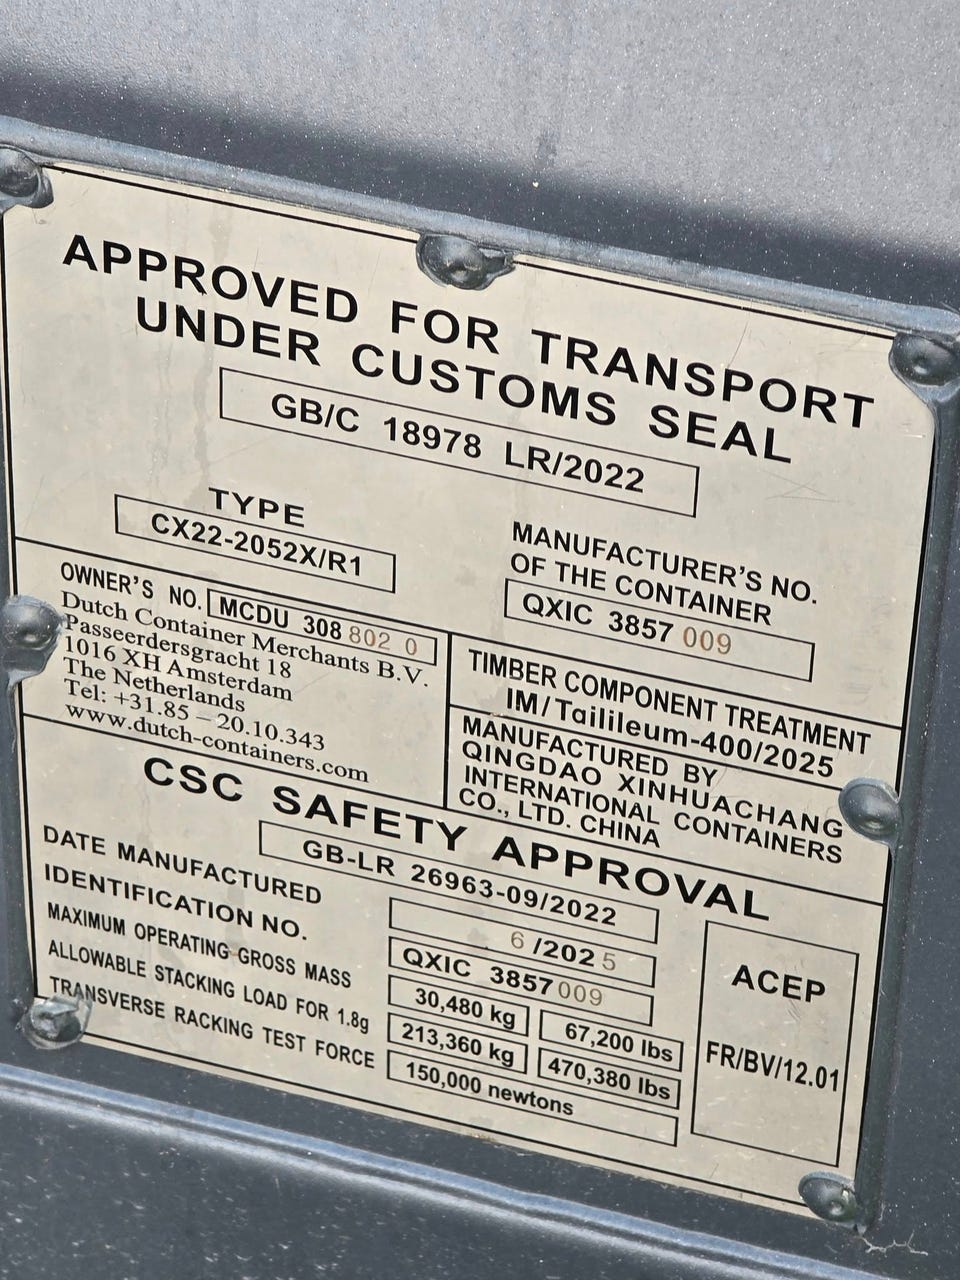 APPROVED FOR TRANSPORT
UNDER CUSTOMS SEAL
GB/C 18978 LR/2022
TYPE
CX22-2052X/R1
MANUFACTURER'S NO.
OF THE CONTAINER
QXIC 3857 009
OWNER'S NO. MCDU 308 802 0
Dutch Container Merchants B.V.
Passeerdersgracht 18
1016 XH Amsterdam
The Netherlands
Tel: +31.85 – 20.10.343
www.dutch-containers.com
TIMBER COMPONENT TREATMENT
IM/Tailileum-400/2025
MANUFACTURED BY
QINGDAO XINHUACHANG
INTERNATIONAL CONTAINERS
CO., LTD. CHINA
CSC SAFETY APPROVAL
GB-LR 26963-09/2022
DATE MANUFACTURED 6 /2025
IDENTIFICATION NO. QXIC 3857 009
MAXIMUM OPERATING GROSS MASS 30,480 kg 67,200 lbs
ALLOWABLE STACKING LOAD FOR 1.8g 213,360 kg 470,380 lbs
TRANSVERSE RACKING TEST FORCE 150,000 newtons
ACEP
FR/BV/12.01